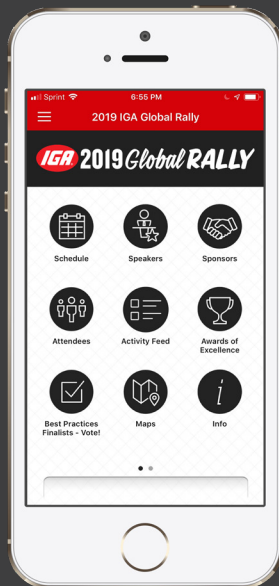 Sprint 6:55 PM
2019 IGA Global Rally
IGA 2019 Global RALLY
Schedule Speakers Sponsors
Attendees Activity Feed Awards of
Excellence
Best Practices Maps Info
Finalists - Vote!